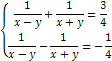 1/(x−y) + 1/(x+y) = 3/4
1/(x−y) − 1/(x+y) = −1/4